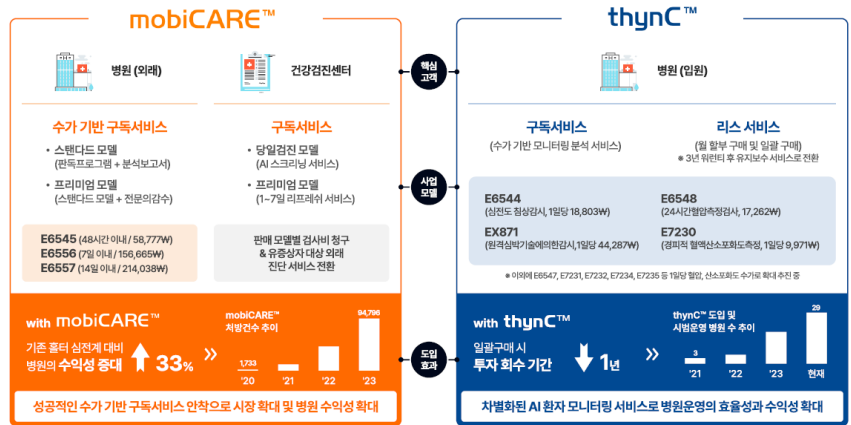 mobiCARE™
병원 (외래)
건강검진센터
수가 기반 구독서비스
• 스탠다드 모델
(판독프로그램 + 분석보고서)
• 프리미엄 모델
(스탠다드 모델 + 전문의감수)
구독서비스
• 당일검진 모델
(AI 스크리닝 서비스)
• 프리미엄 모델
(1~7일 리프레쉬 서비스)
E6545 (48시간 이내 / 58,777₩)
E6556 (7일 이내 / 156,665₩)
E6557 (14일 이내 / 214,038₩)
판매 모델별 검사비 청구
& 유증상자 대상 외래
진단 서비스 전환
with mobiCARE™
기존 홀터 심전계 대비
병원의 수익성 증대
33%
»
mobiCARE™
처방건수 추이
1,733
94,796
'20
'21
'22
'23
성공적인 수가 기반 구독서비스 안착으로 시장 확대 및 병원 수익성 확대
핵심
고객
사업
모델
도입
효과
thynC™
병원 (입원)
구독서비스
(수가 기반 모니터링 분석 서비스)
리스 서비스
(월 할부 구매 및 일괄 구매)
※ 3년 워런티 후 유지보수 서비스로 전환
E6544
(심전도 침상감시, 1일당 18,803₩)
EX871
(원격심박기술에의한감시,1일당 44,287₩)
E6548
(24시간혈압측정검사, 17,262₩)
E7230
(경피적 혈액산소포화도측정, 1일당 9,971₩)
※ 이외에 E6547, E7231, E7232, E7234, E7235 등 1일당 혈압, 산소포화도 수가로 확대 추진 중
with thynC™
일괄구매 시
투자 회수 기간
1년
»
thynC™ 도입 및
시범운영 병원 수 추이
3
29
'21
'22
'23
현재
차별화된 AI 환자 모니터링 서비스로 병원운영의 효율성과 수익성 확대